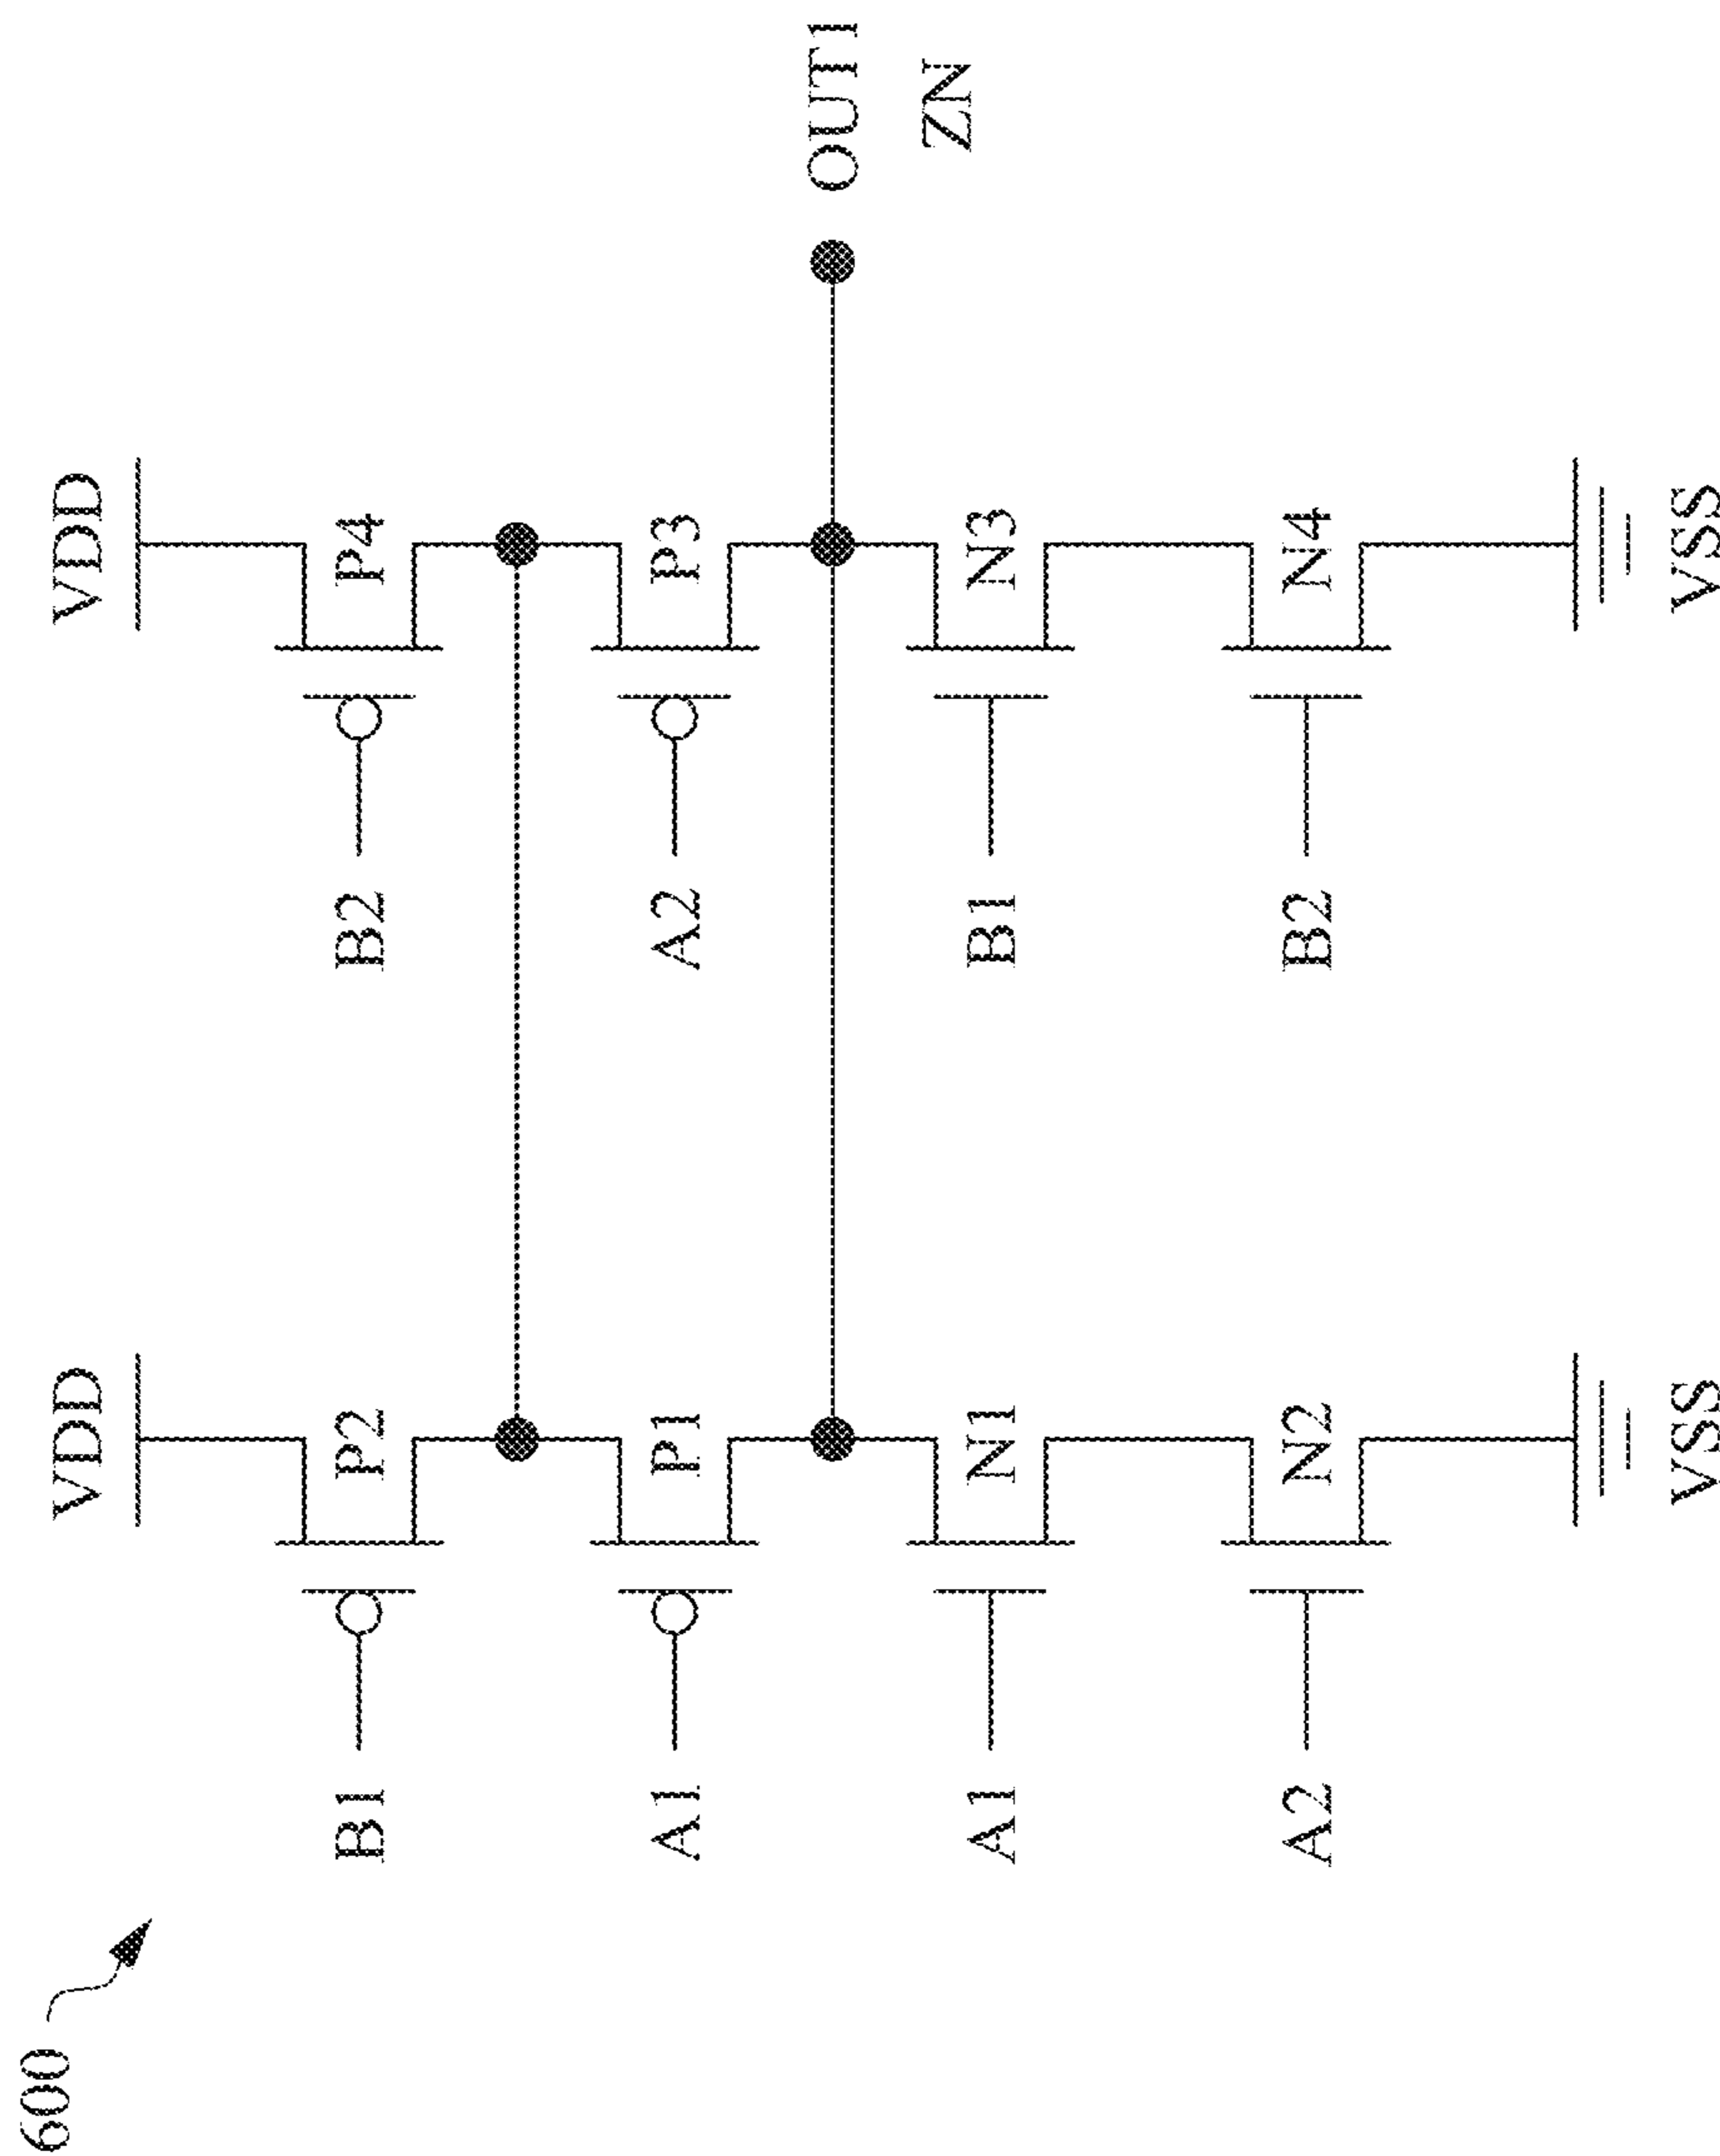 600
VDD
VDD
B1
P2
B2
P4
A1
P1
A2
P3
OUT1
ZN
A1
N1
B1
N3
A2
N2
B2
N4
VSS
VSS